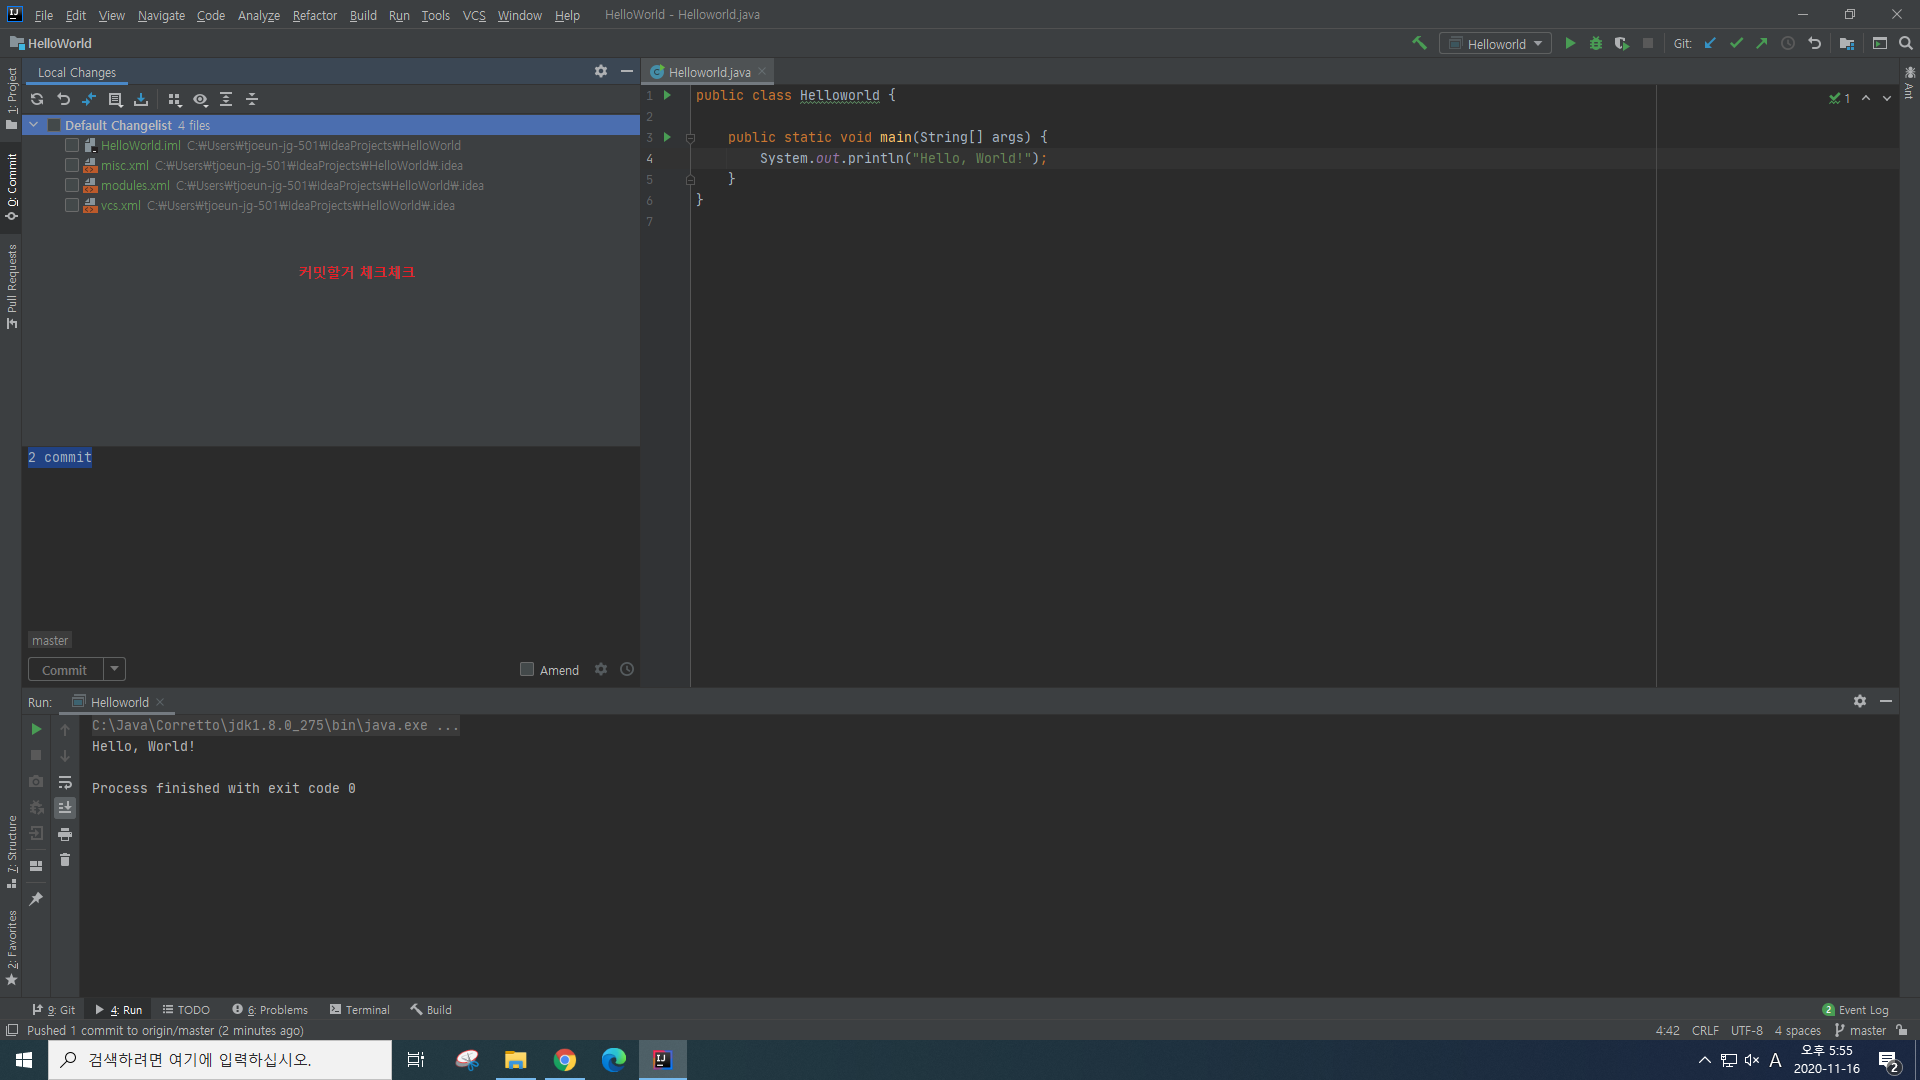 File Edit View Navigate Code Analyze Refactor Build Run Tools VCS Window Help HelloWorld - Helloworld.java
HelloWorld
Helloworld
Git:
Local Changes
Helloworld.java
Default Changelist 4 files
HelloWorld.iml C:₩Users₩tjoeun-jg-501₩IdeaProjects₩HelloWorld
misc.xml C:₩Users₩tjoeun-jg-501₩IdeaProjects₩HelloWorld₩.idea
modules.xml C:₩Users₩tjoeun-jg-501₩IdeaProjects₩HelloWorld₩.idea
vcs.xml C:₩Users₩tjoeun-jg-501₩IdeaProjects₩HelloWorld₩.idea
커밋할거 체크체크
2 commit
master
Commit
Amend
1 public class Helloworld {
2
3 public static void main(String[] args) {
4 System.out.println("Hello, World!");
5 }
6 }
7
1
1: Project
0: Commit
Pull Requests
7: Structure
2: Favorites
Ant
Run: Helloworld
C:\Java\Corretto\jdk1.8.0_275\bin\java.exe ...
Hello, World!
Process finished with exit code 0
9: Git 4: Run TODO 6: Problems Terminal Build
2 Event Log
Pushed 1 commit to origin/master (2 minutes ago)
4:42 CRLF UTF-8 4 spaces master
검색하려면 여기에 입력하십시오.
A
오후 5:55
2020-11-16
2